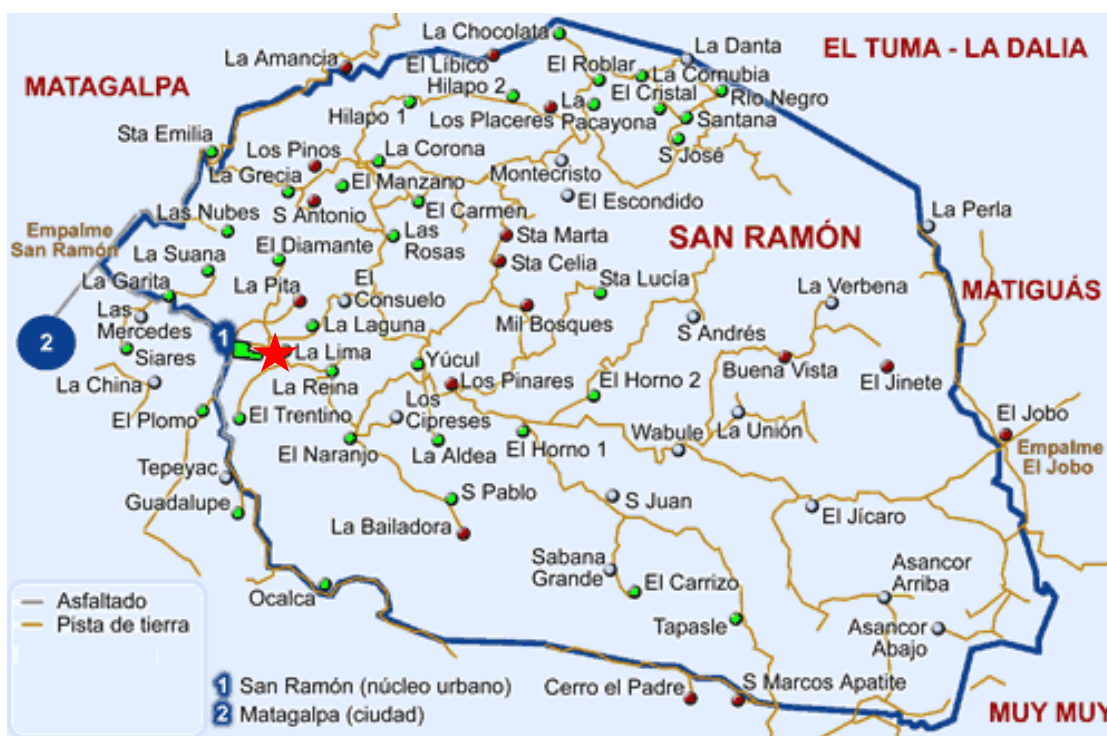 La Chocolata
La Danta
EL TUMA - LA DALIA
La Amancia
El Líbico
El Roblar
La Cornubia
MATAGALPA
Hilapo 2
El Cristal
Río Negro
Hilapo 1
Los Placeres
La
Pacayona
Santana
Sta Emilia
Los Pinos
La Corona
S José
La Grecia
El Manzano
Montecristo
El Escondido
Las Nubes
S Antonio
El Carmen
La Perla
Empalme
San Ramón
El Diamante
Las
Rosas
Sta Marta
SAN RAMÓN
La Suana
Sta Celia
Sta Lucía
La Garita
La Pita
El
Consuelo
La Verbena
MATIGUÁS
Las
Mercedes
La Laguna
Mil Bosques
S Andrés
2
1
Siares
La Lima
Yúcul
Buena Vista
La China
La Reina
Los Pinares
El Horno 2
El Jinete
El Plomo
El Trentino
Los
Cipreses
El Jobo
El Naranjo
La Aldea
El Horno 1
Wabule
La Unión
Empalme
El Jobo
Tepeyac
S Pablo
S Juan
Guadalupe
La Bailadora
El Jícaro
Sabana
Grande
Asancor
Arriba
Ocalca
El Carrizo
Asfaltado
Pista de tierra
Tapasle
Asancor
Abajo
1 San Ramón (núcleo urbano)
2 Matagalpa (ciudad)
Cerro el Padre
S Marcos Apatite
MUY MUY